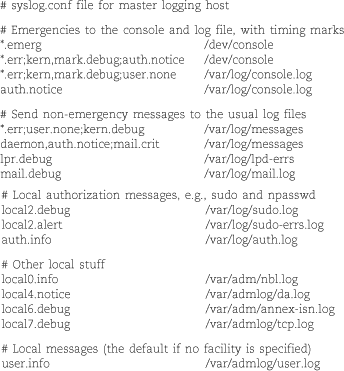 # syslog.conf file for master logging host
# Emergencies to the console and log file, with timing marks
*.emerg /dev/console
*.err;kern,mark.debug;auth.notice /dev/console
*.err;kern,mark.debug;user.none /var/log/console.log
auth.notice /var/log/console.log
# Send non-emergency messages to the usual log files
*.err;user.none;kern.debug /var/log/messages
daemon,auth.notice;mail.crit /var/log/messages
lpr.debug /var/log/lpd-errs
mail.debug /var/log/mail.log
# Local authorization messages, e.g., sudo and npasswd
local2.debug /var/log/sudo.log
local2.alert /var/log/sudo-errs.log
auth.info /var/log/auth.log
# Other local stuff
local0.info /var/adm/nbl.log
local4.notice /var/admlog/da.log
local6.debug /var/adm/annex-isn.log
local7.debug /var/admlog/tcp.log
# Local messages (the default if no facility is specified)
user.info /var/admlog/user.log